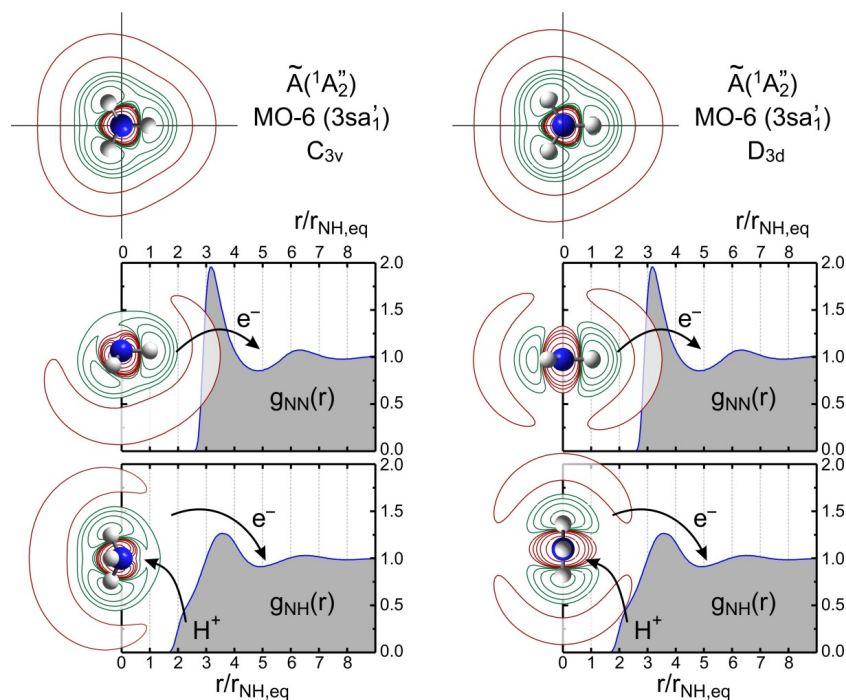 Ã(¹A₂")
MO-6 (3sa₁')
C₃ᵥ
r/r_NH,eq
0 1 2 3 4 5 6 7 8
2.0
1.5
1.0
0.5
0.0
e⁻
g_NN(r)
2.0
1.5
1.0
0.5
0.0
e⁻
g_NH(r)
H⁺
0 1 2 3 4 5 6 7 8
r/r_NH,eq
Ã(¹A₂")
MO-6 (3sa₁')
D₃d
r/r_NH,eq
0 1 2 3 4 5 6 7 8
2.0
1.5
1.0
0.5
0.0
e⁻
g_NN(r)
2.0
1.5
1.0
0.5
0.0
e⁻
g_NH(r)
H⁺
0 1 2 3 4 5 6 7 8
r/r_NH,eq